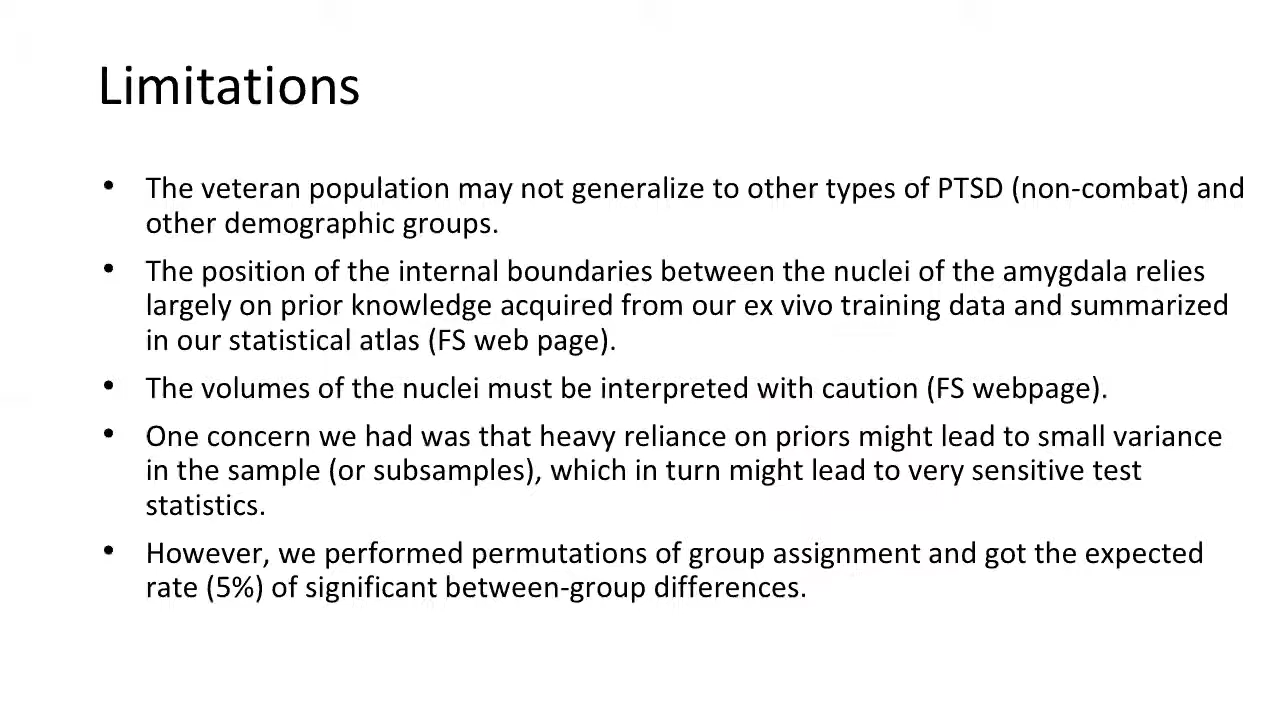 Limitations
• The veteran population may not generalize to other types of PTSD (non-combat) and
other demographic groups.
• The position of the internal boundaries between the nuclei of the amygdala relies
largely on prior knowledge acquired from our ex vivo training data and summarized
in our statistical atlas (FS web page).
• The volumes of the nuclei must be interpreted with caution (FS webpage).
• One concern we had was that heavy reliance on priors might lead to small variance
in the sample (or subsamples), which in turn might lead to very sensitive test
statistics.
• However, we performed permutations of group assignment and got the expected
rate (5%) of significant between-group differences.